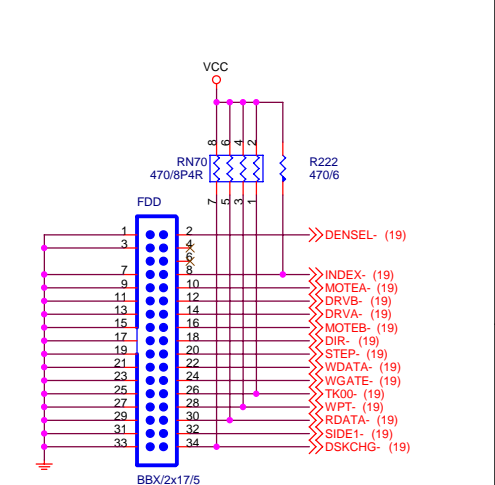 VCC
8 6 4 2
RN70
470/8P4R
R222
470/6
7 5 3 1
FDD
1 2 DENSEL- (19)
3 4
6
7 8 INDEX- (19)
9 10 MOTEA- (19)
11 12 DRVB- (19)
13 14 DRVA- (19)
15 16 MOTEB- (19)
17 18 DIR- (19)
19 20 STEP- (19)
21 22 WDATA- (19)
23 24 WGATE- (19)
25 26 TK00- (19)
27 28 WPT- (19)
29 30 RDATA- (19)
31 32 SIDE1- (19)
33 34 DSKCHG- (19)
BBX/2x17/5